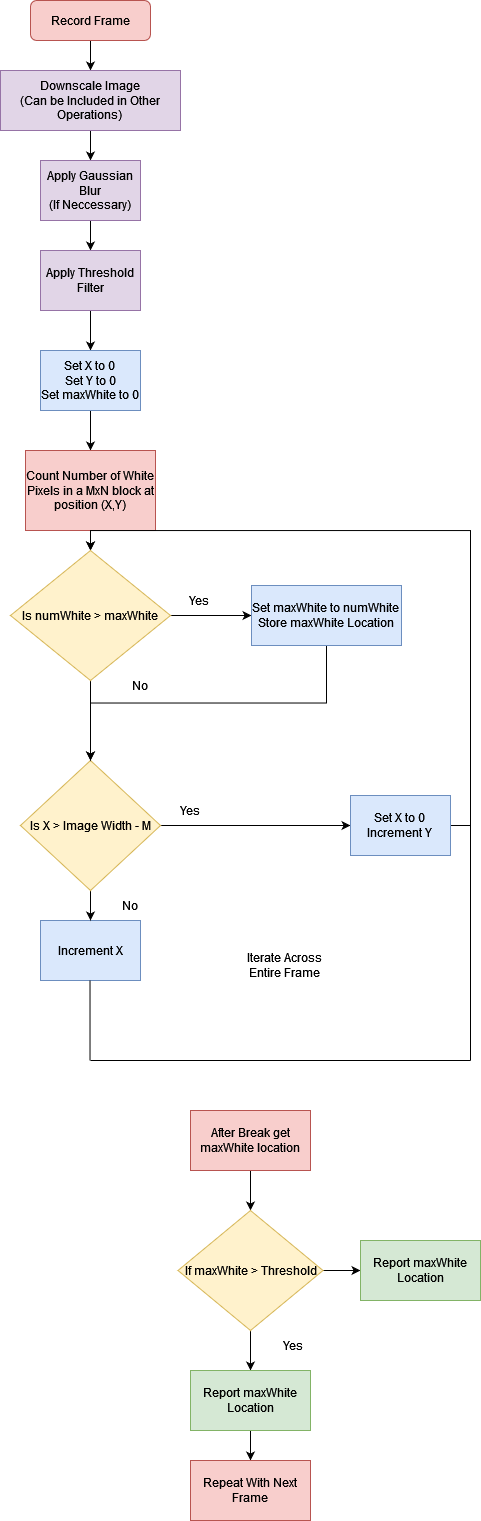 Record Frame
Downscale Image
(Can be Included in Other
Operations)
Apply Gaussian
Blur
(If Neccessary)
Apply Threshold
Filter
Set X to 0
Set Y to 0
Set maxWhite to 0
Count Number of White
Pixels in a MxN block at
position (X,Y)
Is numWhite > maxWhite
Yes
Set maxWhite to numWhite
Store maxWhite Location
No
Is X > Image Width - M
Yes
Set X to 0
Increment Y
No
Increment X
Iterate Across
Entire Frame
After Break get
maxWhite location
If maxWhite > Threshold
Report maxWhite
Location
Yes
Report maxWhite
Location
Repeat With Next
Frame